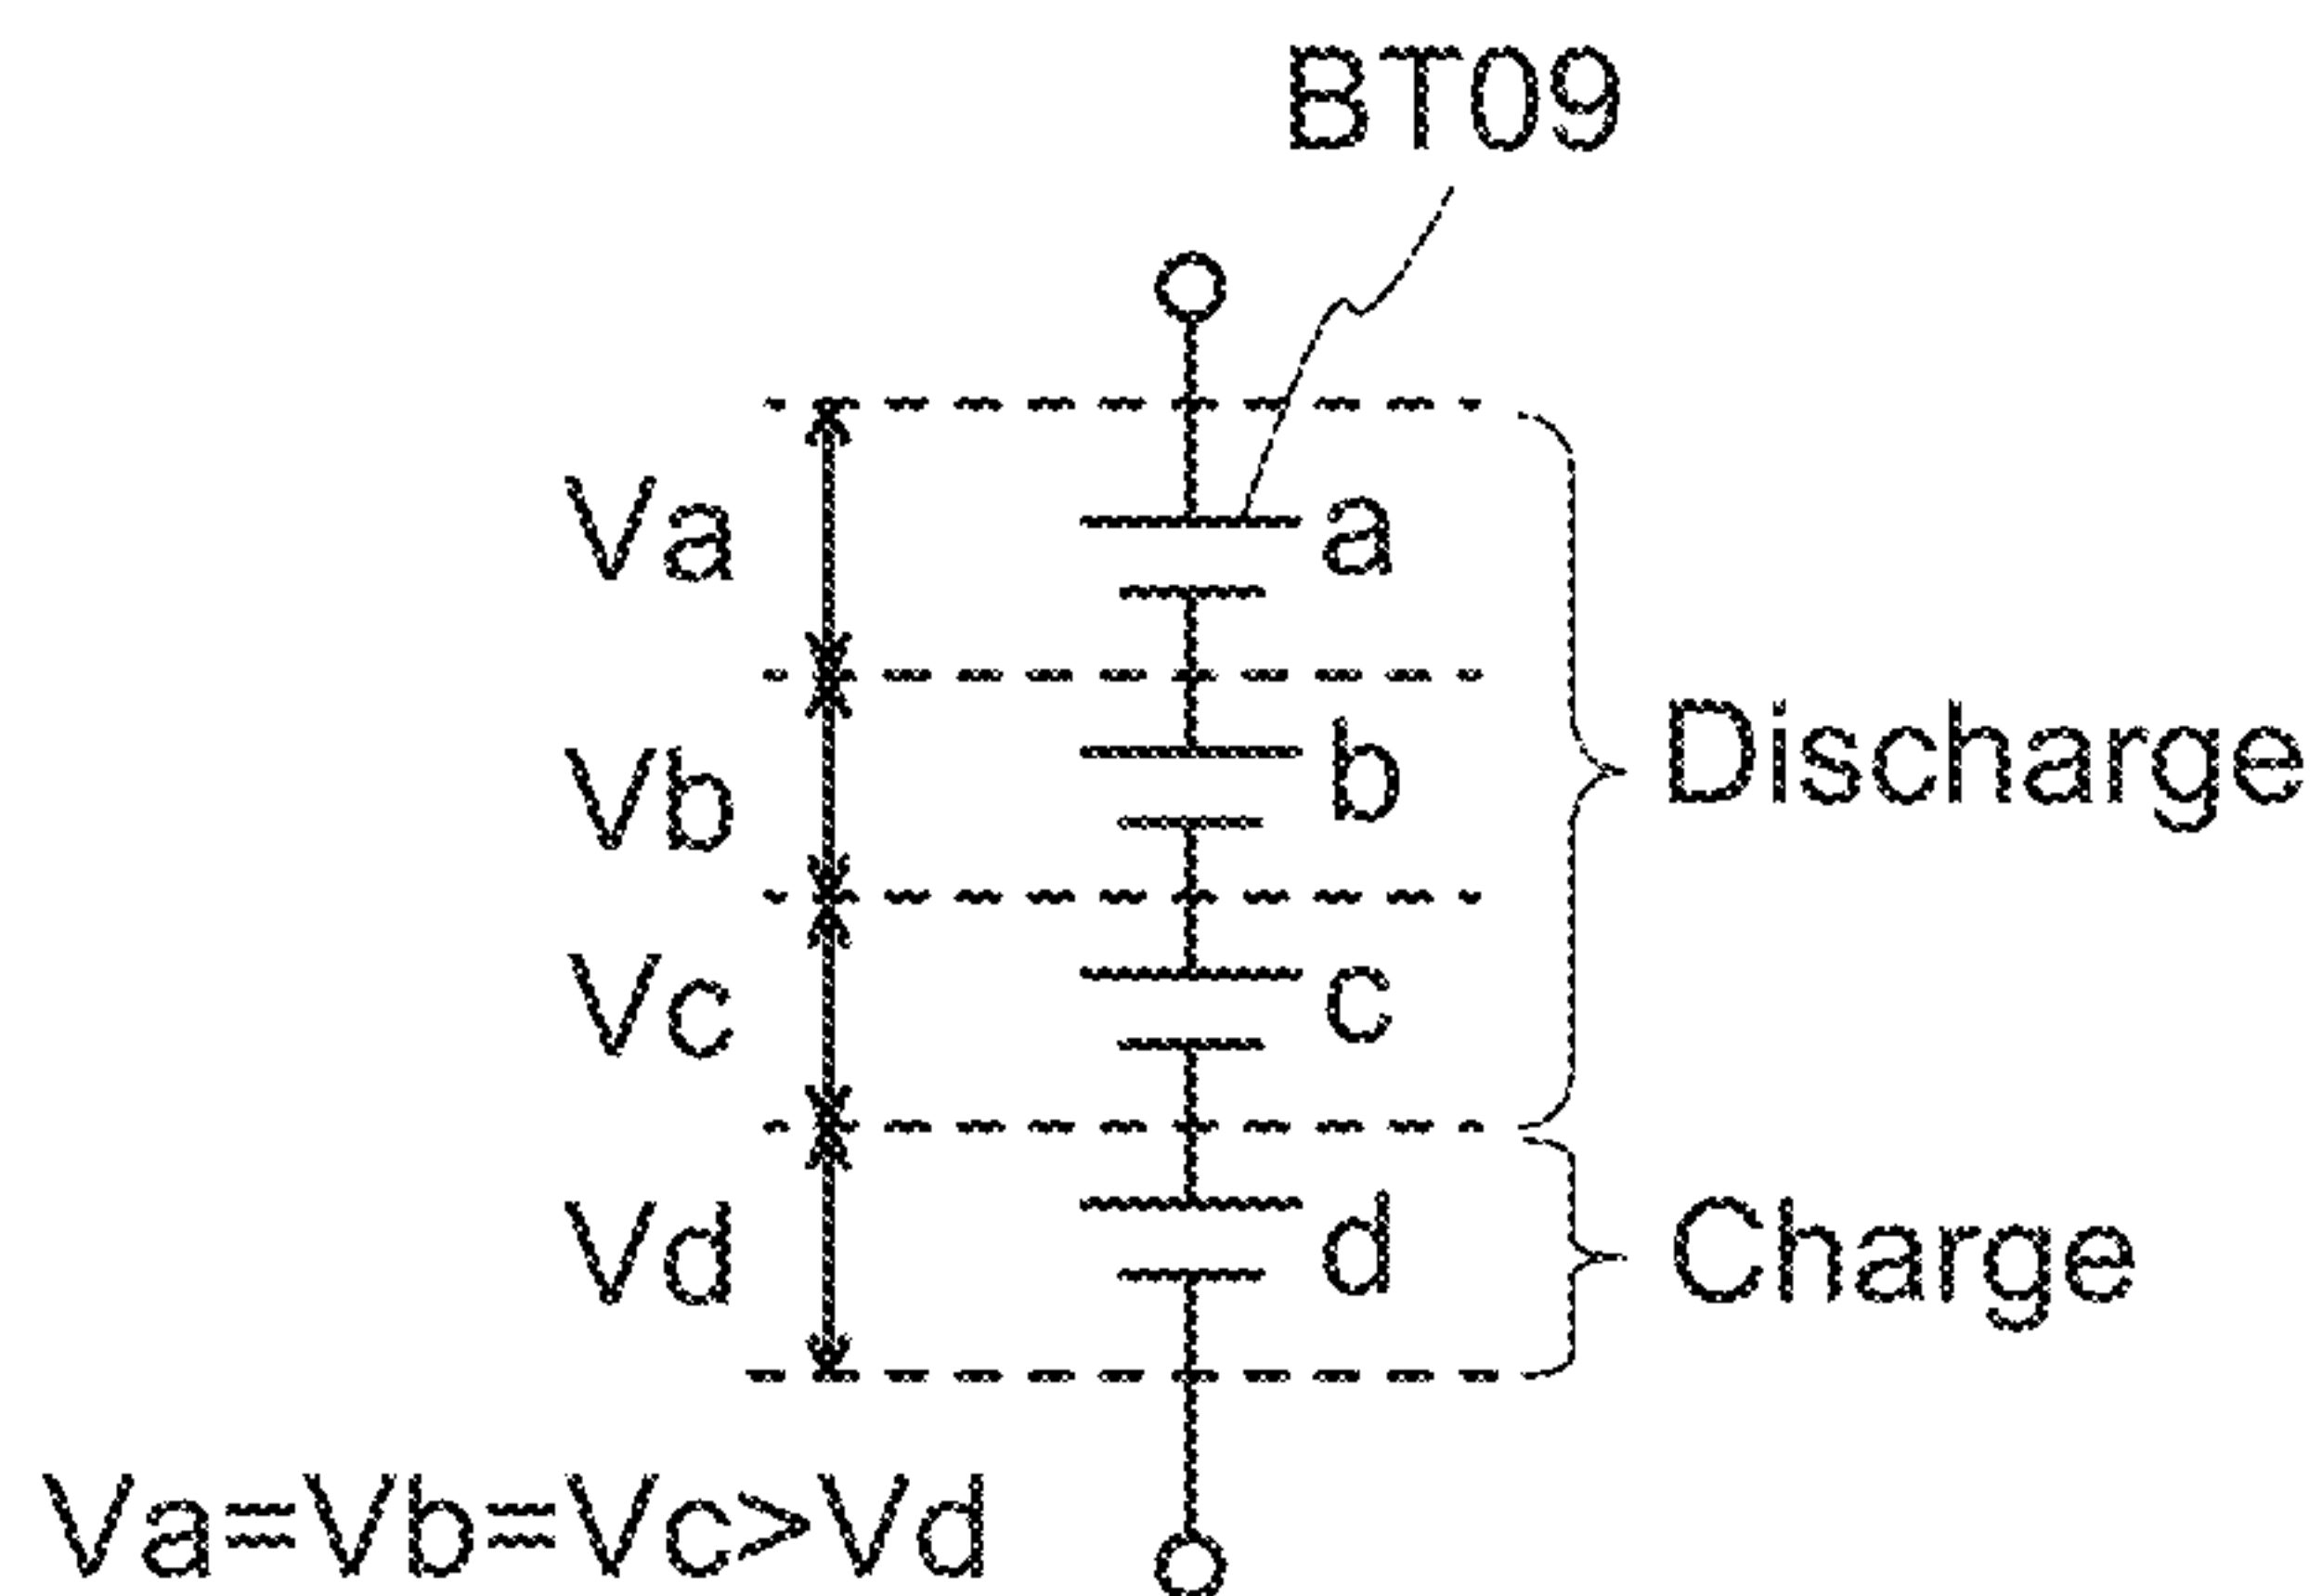 BT09
Va
a
Vb
b
Discharge
Vc
c
Vd
d
Charge
Va=Vb=Vc>Vd